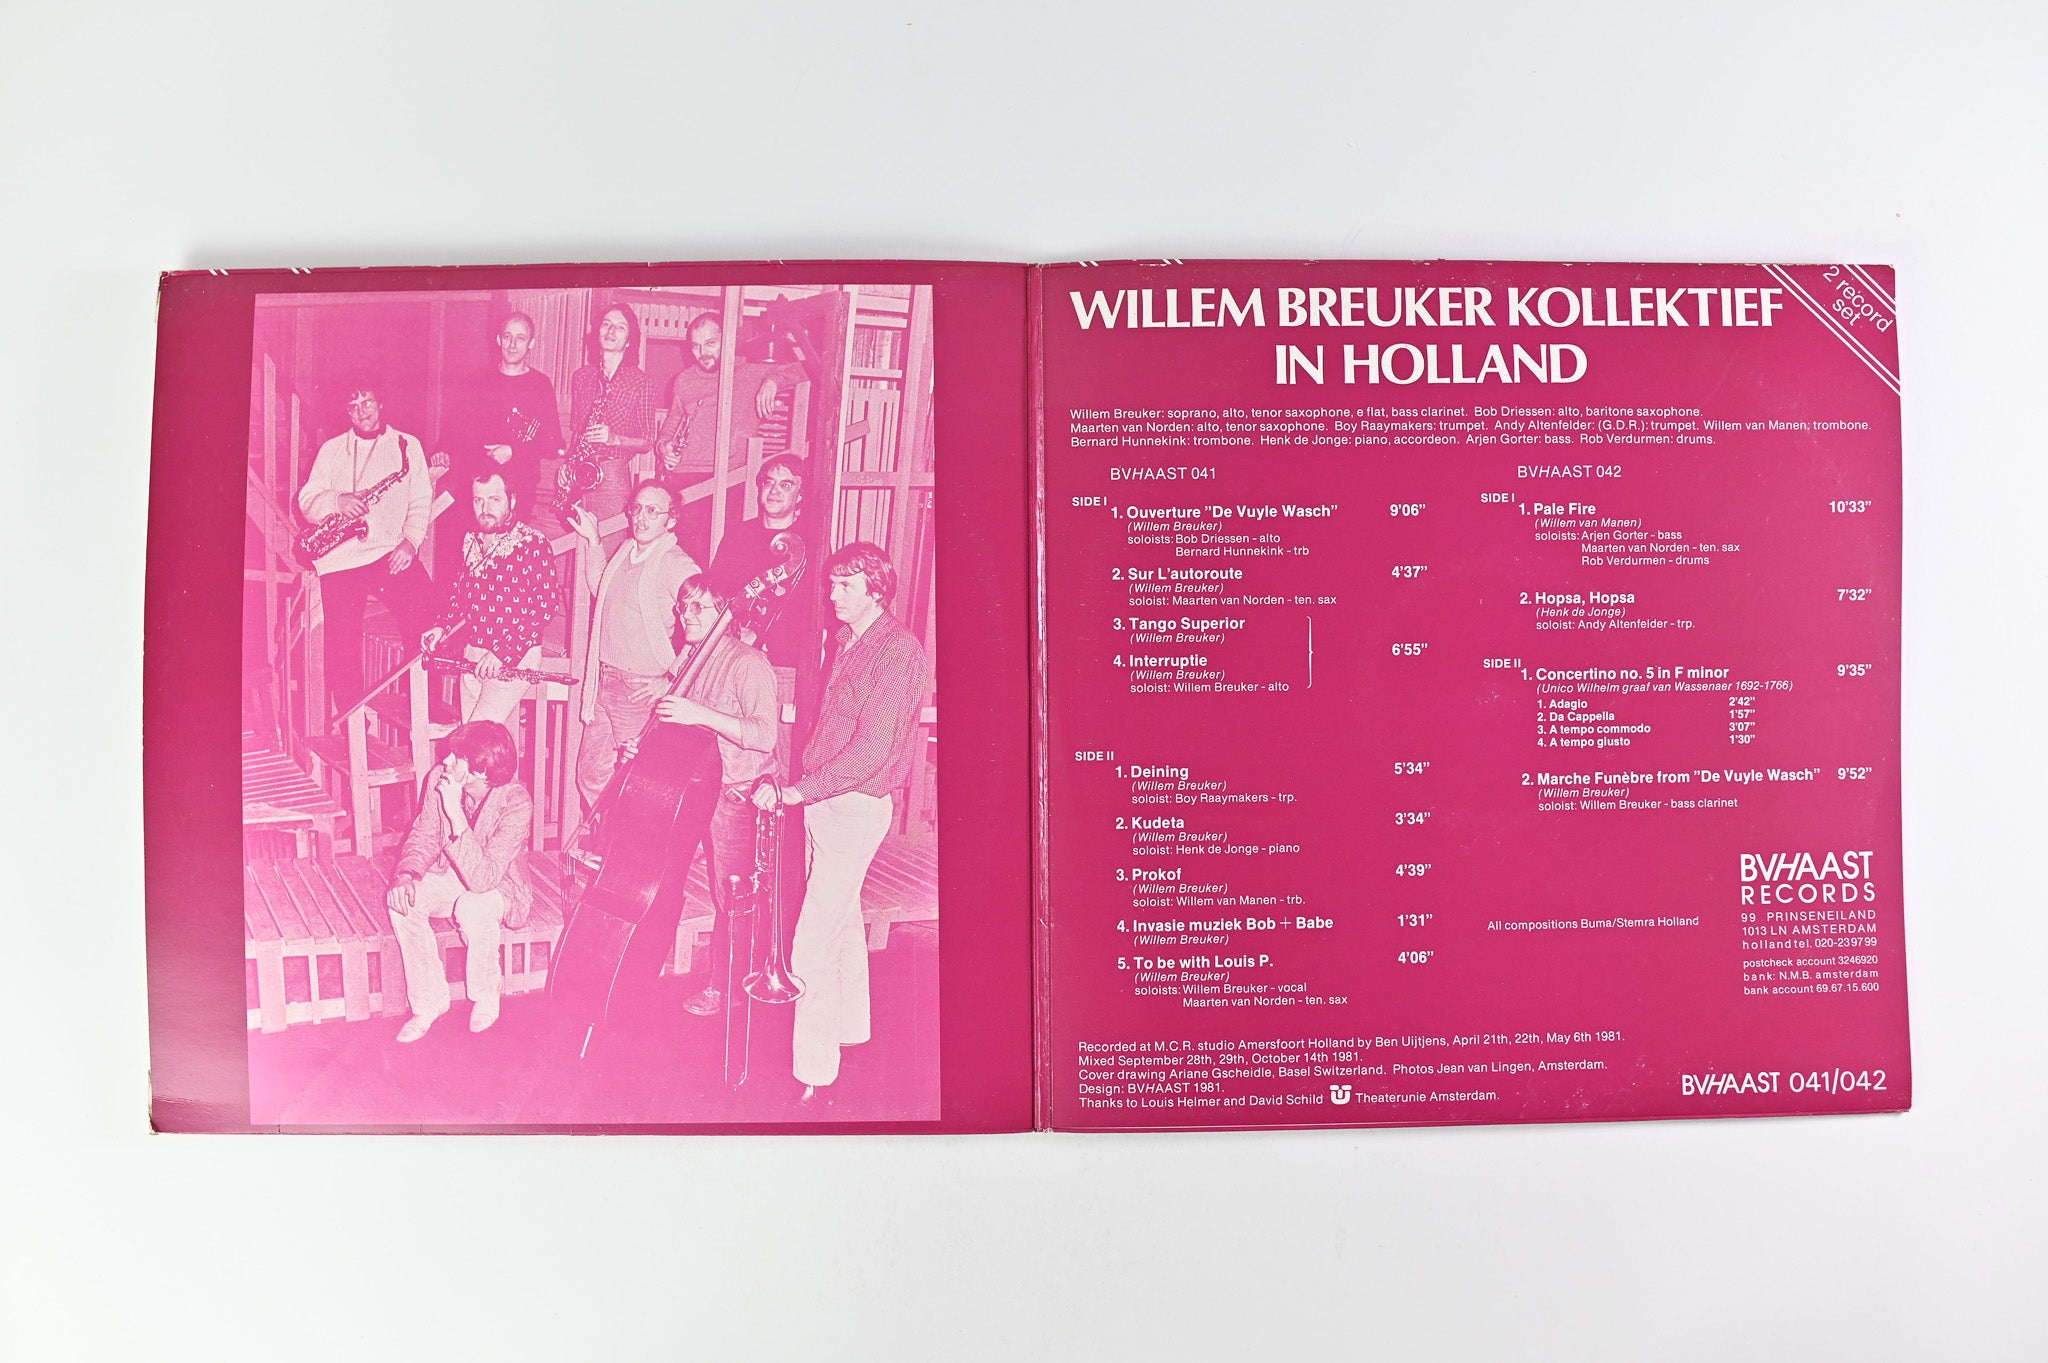 2 record
set
WILLEM BREUKER KOLLEKTIEF
IN HOLLAND
Willem Breuker: soprano, alto, tenor saxophone, e flat, bass clarinet. Bob Driessen: alto, baritone saxophone.
Maarten van Norden: alto, tenor saxophone. Boy Raaymakers: trumpet. Andy Altenfelder: (G.D.R.): trumpet. Willem van Manen; trombone.
Bernard Hunnekink: trombone. Henk de Jonge: piano, accordeon. Arjen Gorter: bass. Rob Verdurmen: drums.
BVHAAST 041
SIDE I
1. Ouverture "De Vuyle Wasch" 9'06"
(Willem Breuker)
soloists: Bob Driessen - alto
Bernard Hunnekink - trb
2. Sur L'autoroute 4'37"
(Willem Breuker)
soloist: Maarten van Norden - ten. sax
3. Tango Superior
(Willem Breuker)
6'55"
4. Interruptie
(Willem Breuker)
soloist: Willem Breuker - alto
SIDE II
1. Deining 5'34"
(Willem Breuker)
soloist: Boy Raaymakers - trp.
2. Kudeta 3'34"
(Willem Breuker)
soloist: Henk de Jonge - piano
3. Prokof 4'39"
(Willem Breuker)
soloist: Willem van Manen - trb.
4. Invasie muziek Bob + Babe 1'31"
(Willem Breuker)
5. To be with Louis P. 4'06"
(Willem Breuker)
soloists: Willem Breuker - vocal
Maarten van Norden - ten. sax
BVHAAST 042
SIDE I
1. Pale Fire 10'33"
(Willem van Manen)
soloists: Arjen Gorter - bass
Maarten van Norden - ten. sax
Rob Verdurmen - drums
2. Hopsa, Hopsa 7'32"
(Henk de Jonge)
soloist: Andy Altenfelder - trp.
SIDE II
1. Concertino no. 5 in F minor 9'35"
(Unico Wilhelm graaf van Wassenaer 1692-1766)
1. Adagio 2'42"
2. Da Cappella 1'57"
3. A tempo commodo 3'07"
4. A tempo giusto 1'30"
2. Marche Funèbre from "De Vuyle Wasch" 9'52"
(Willem Breuker)
soloist: Willem Breuker - bass clarinet
All compositions Buma/Stemra Holland
BVHAAST
RECORDS
99 PRINSENEILAND
1013 LN AMSTERDAM
holland tel. 020-239799
postcheck account 3246920
bank: N.M.B. amsterdam
bank account 69.67.15.600
Recorded at M.C.R. studio Amersfoort Holland by Ben Uijtjens, April 21th, 22th, May 6th 1981.
Mixed September 28th, 29th, October 14th 1981.
Cover drawing Ariane Gscheidle, Basel Switzerland. Photos Jean van Lingen, Amsterdam.
Design: BVHAAST 1981.
Thanks to Louis Helmer and David Schild Theaterunie Amsterdam.
BVHAAST 041/042